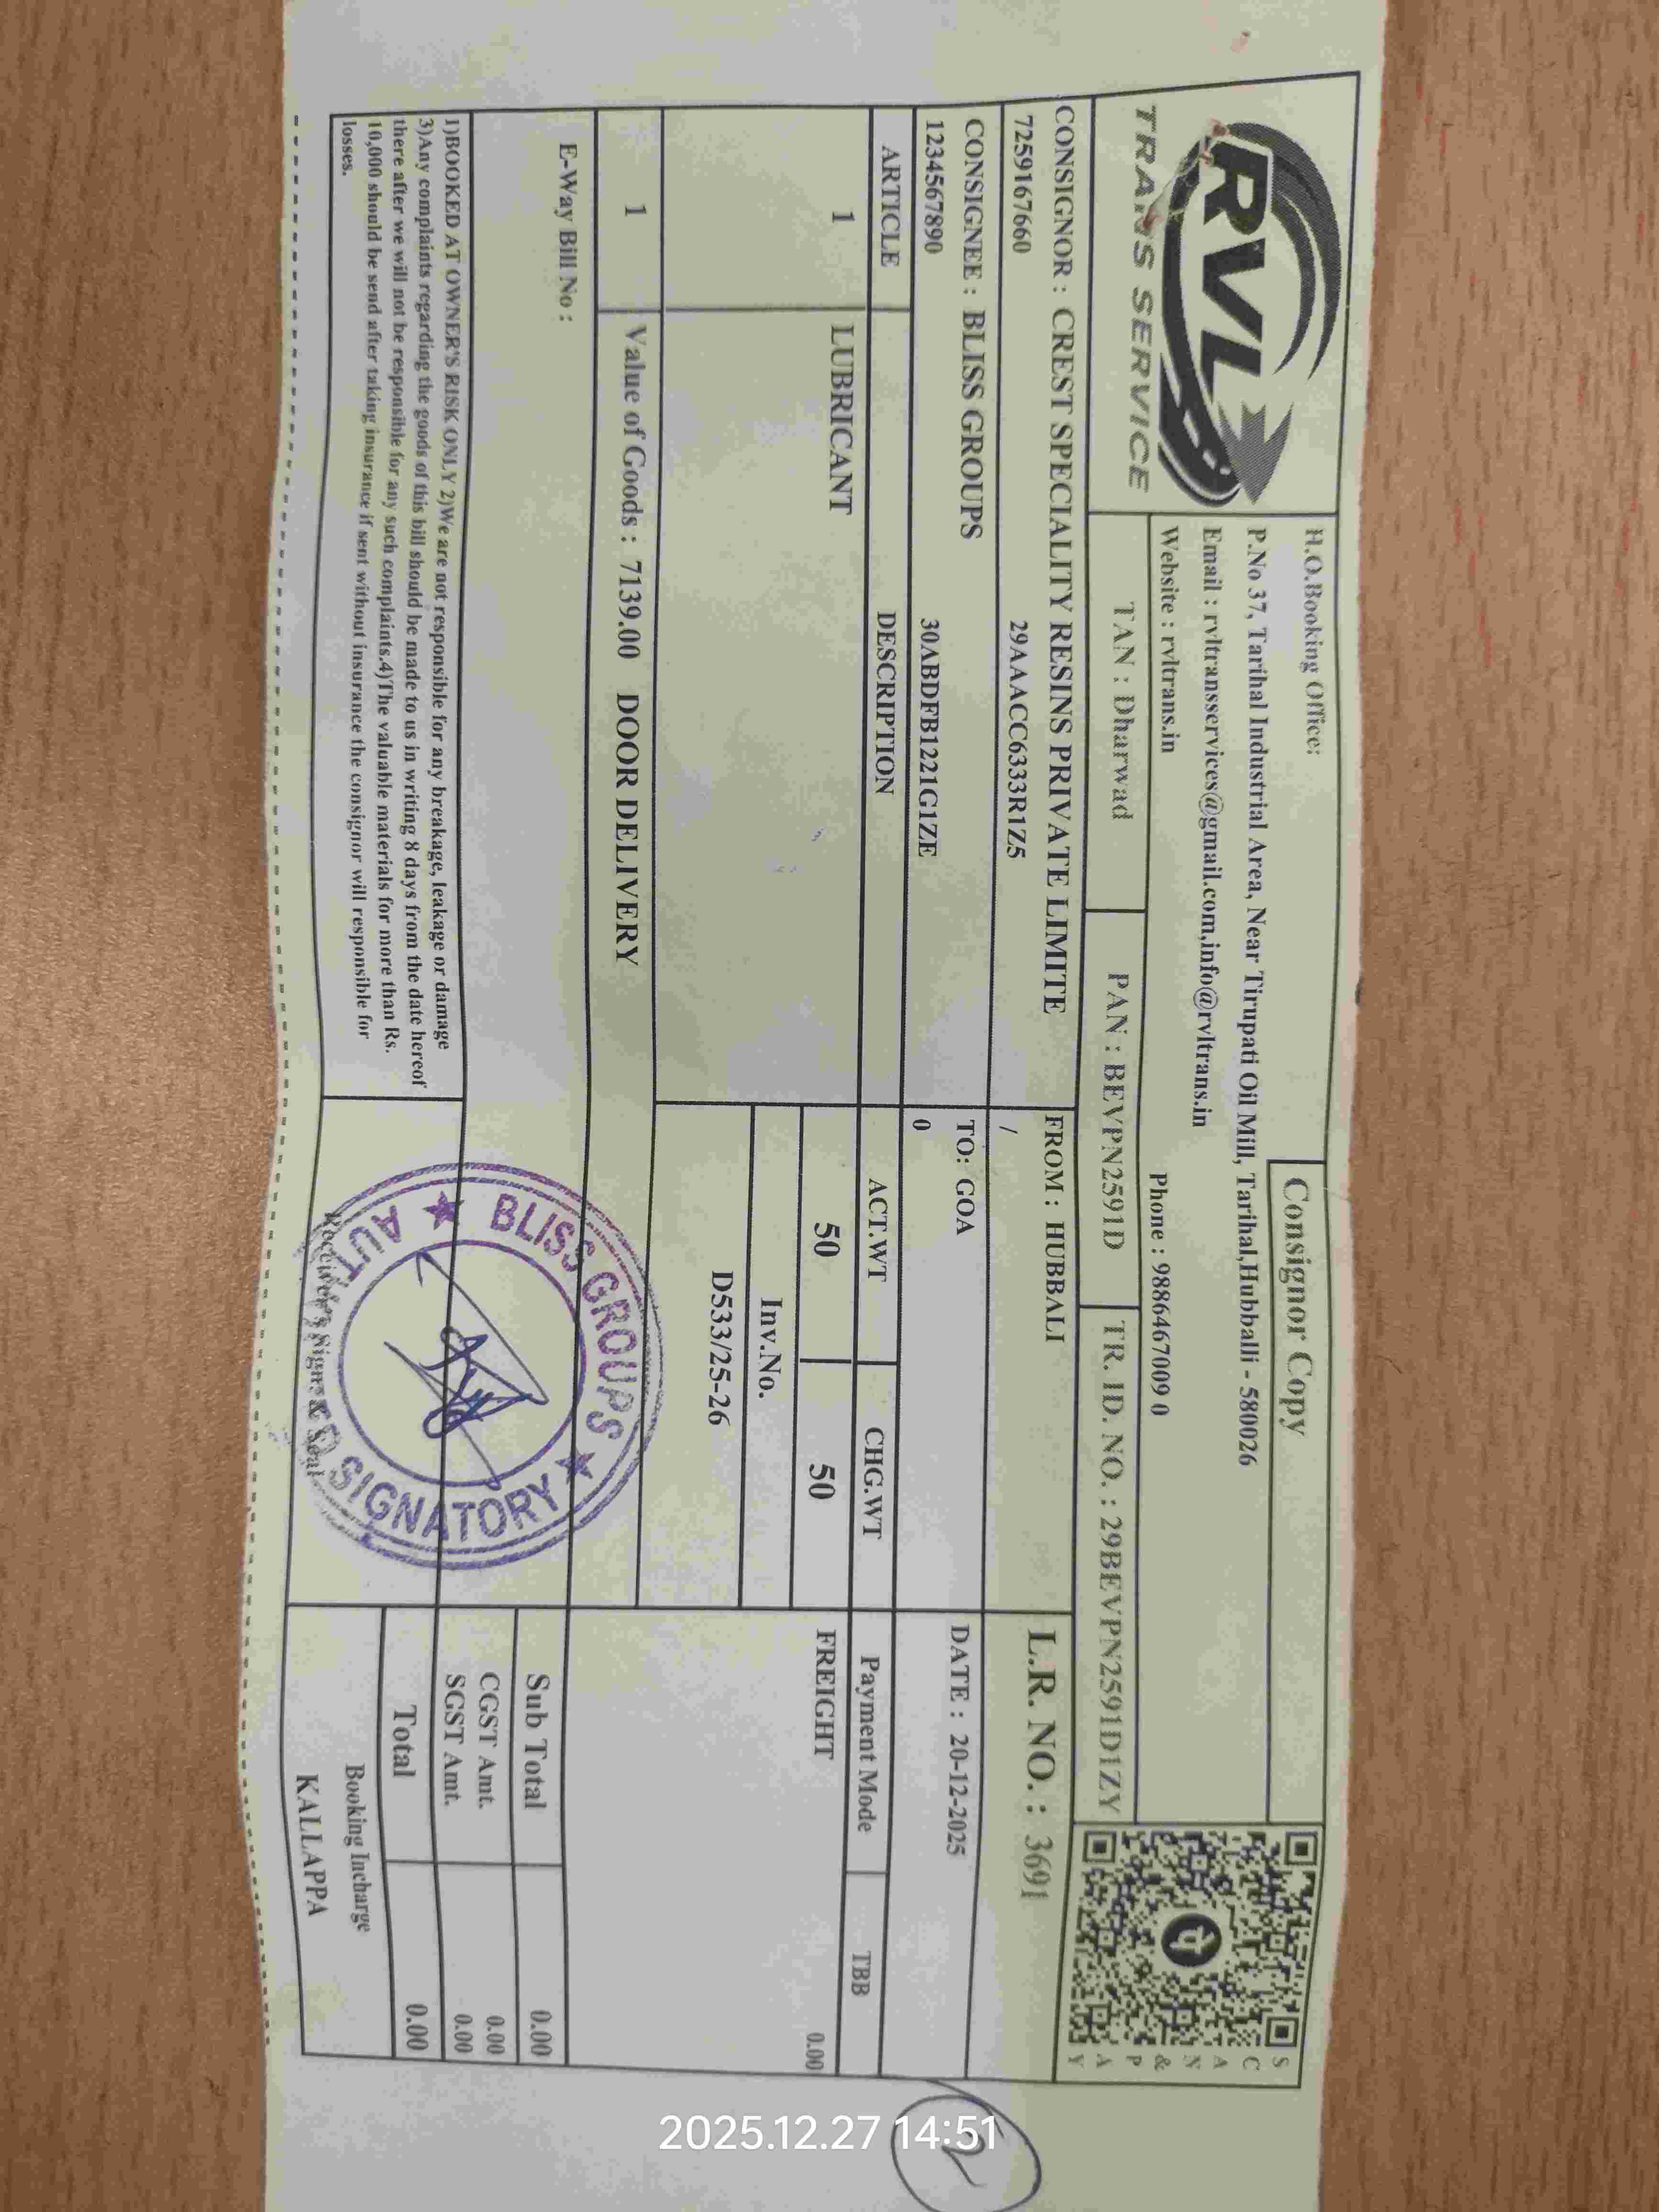 RVL
TRANS SERVICE
H.O.Booking Office:
Consignor Copy
P.No 37, Tarihal Industrial Area, Near Tirupati Oil Mill, Tarihal,Hubballi - 580026
Email : rvltransservices@gmail.com,info@rvltrans.in
Website : rvltrans.in Phone : 9886467009 0
SCAN & PAY
TAN : Dharwad PAN : BEVPN2591D TR. ID. NO. : 29BEVPN2591D1ZY
CONSIGNOR : CREST SPECIALITY RESINS PRIVATE LIMITE FROM : HUBBALI L.R. NO. : 3691
7259167660 29AAACC6333R1Z5 /
CONSIGNEE : BLISS GROUPS TO: GOA DATE : 20-12-2025
1234567890 30ABDFB1221G1ZE 0
ARTICLE DESCRIPTION ACT.WT CHG.WT Payment Mode TBB
1 LUBRICANT 50 50 FREIGHT 0.00
Inv.No.
D533/25-26
1 Value of Goods : 7139.00 DOOR DELIVERY
E-Way Bill No :
Sub Total 0.00
CGST Amt. 0.00
SGST Amt. 0.00
Total 0.00
1)BOOKED AT OWNER'S RISK ONLY 2)We are not responsible for any breakage, leakage or damage
3)Any complaints regarding the goods of this bill should be made to us in writing 8 days from the date hereof
there after we will not be responsible for any such complaints.4)The valuable materials for more than Rs.
10,000 should be send after taking insurance if sent without insurance the consignor will responsible for
losses.
BLISS GROUPS
SIGNATORY
Receiver's Sign & Seal
Booking Incharge
KALLAPPA
2
2025.12.27 14:51